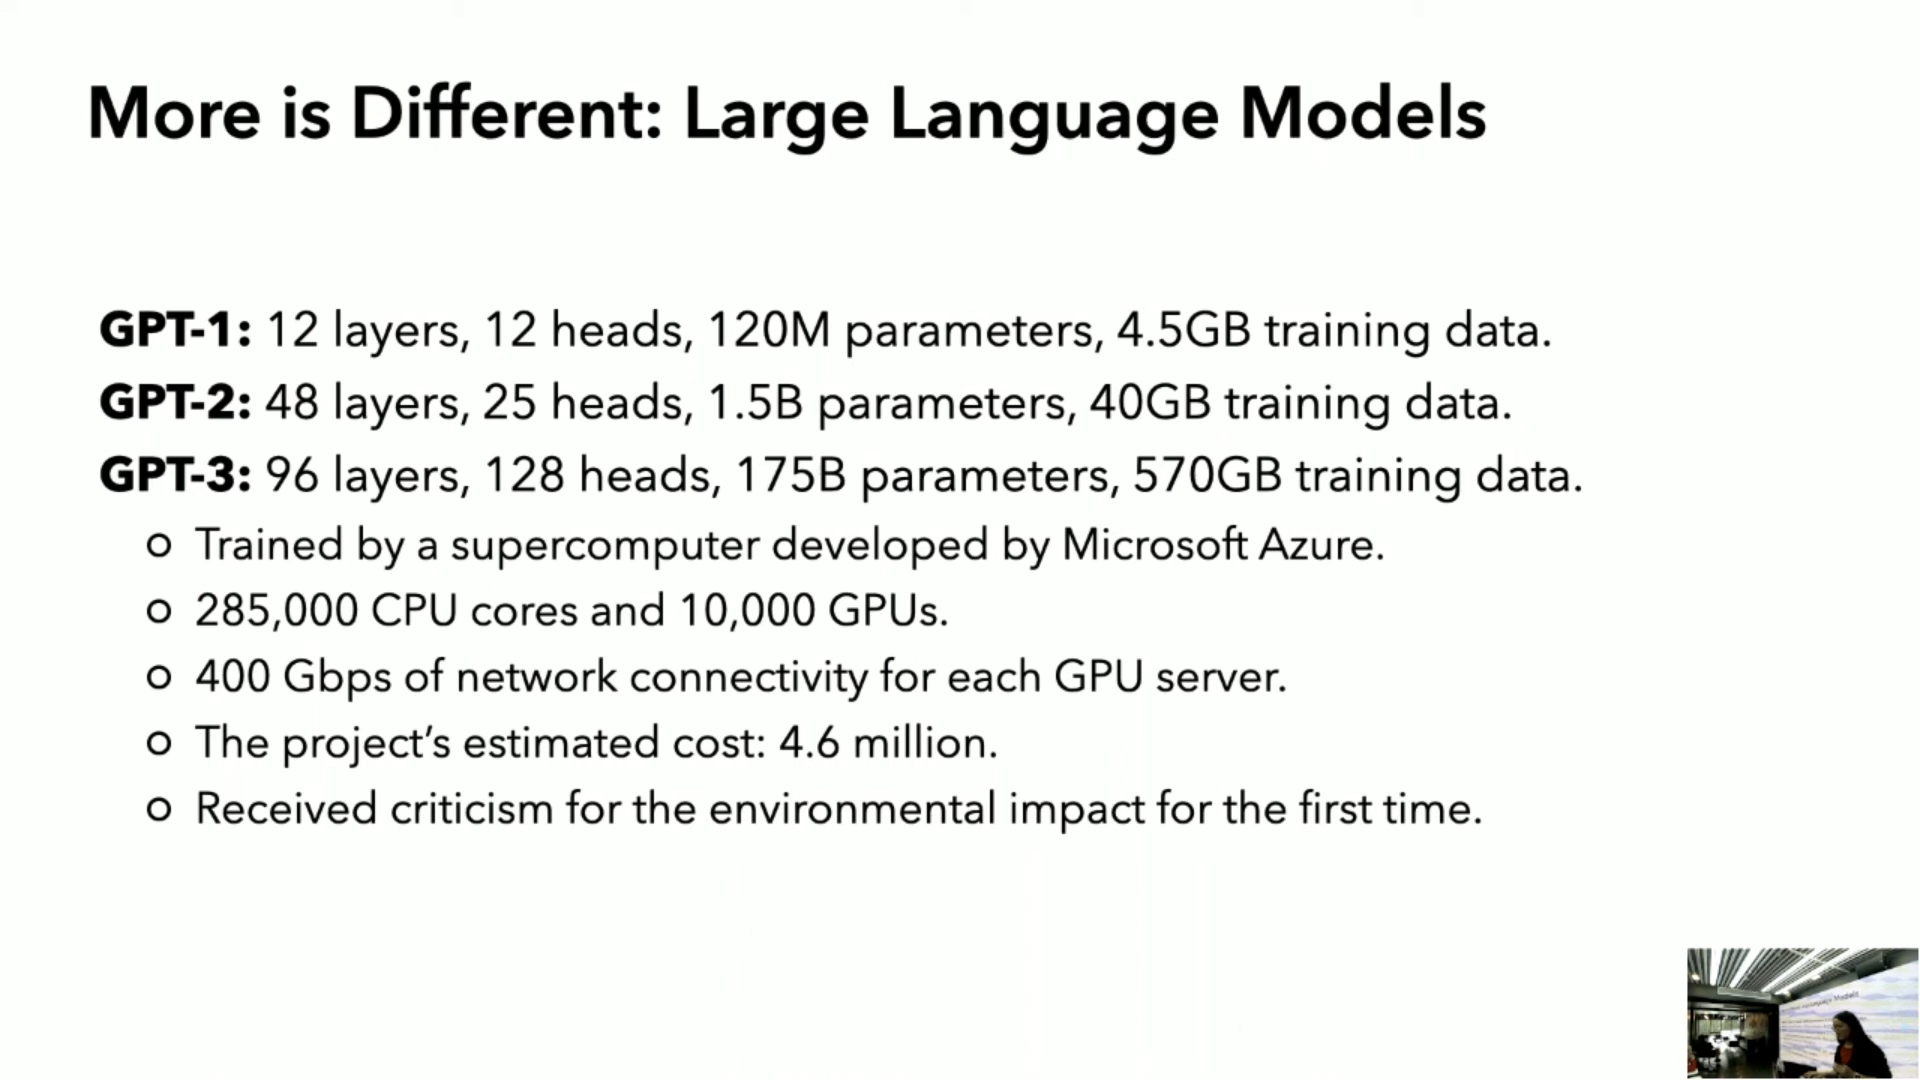 More is Different: Large Language Models
GPT-1: 12 layers, 12 heads, 120M parameters, 4.5GB training data.
GPT-2: 48 layers, 25 heads, 1.5B parameters, 40GB training data.
GPT-3: 96 layers, 128 heads, 175B parameters, 570GB training data.
Trained by a supercomputer developed by Microsoft Azure.
285,000 CPU cores and 10,000 GPUs.
400 Gbps of network connectivity for each GPU server.
The project’s estimated cost: 4.6 million.
Received criticism for the environmental impact for the first time.